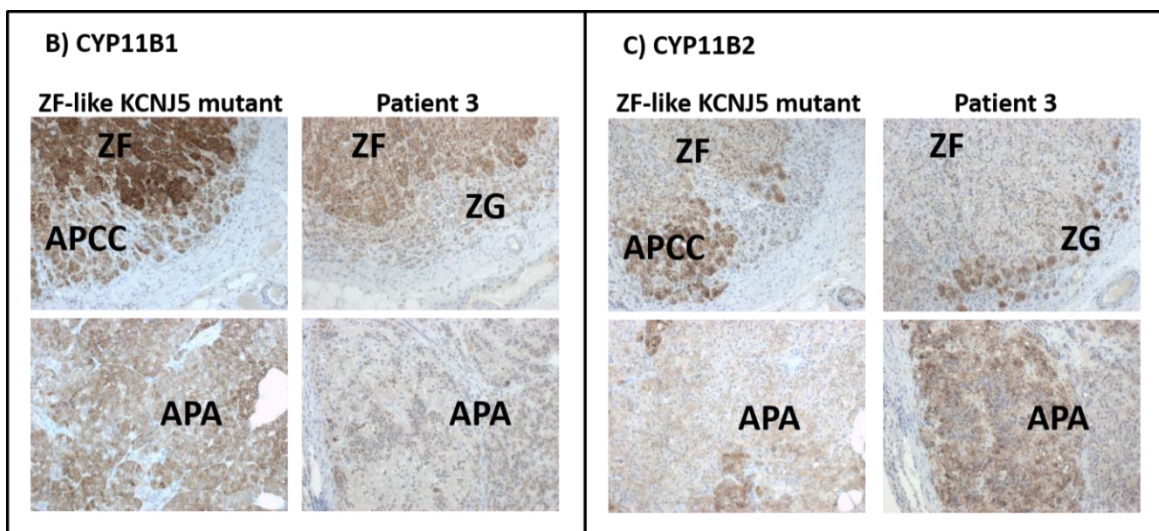 B) CYP11B1
ZF-like KCNJ5 mutant
Patient 3
ZF
APCC
ZF
ZG
APA
APA
C) CYP11B2
ZF-like KCNJ5 mutant
Patient 3
ZF
APCC
ZF
ZG
APA
APA